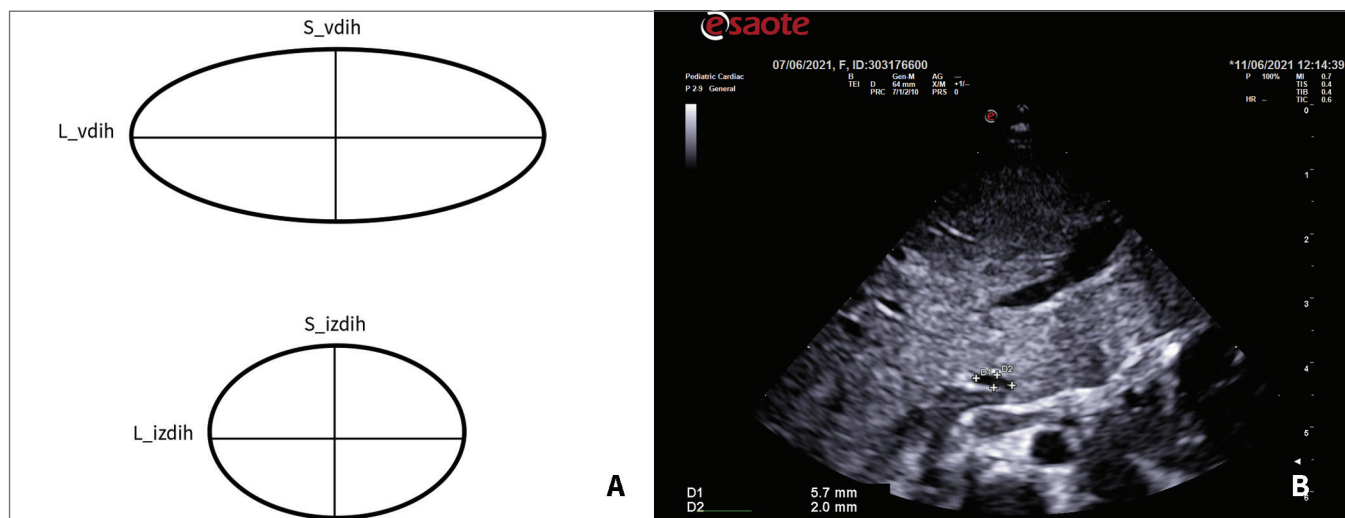 S_vdih
L_vdih
S_izdih
L_izdih
A
esaote
07/06/2021, F, ID:303176600
*11/06/2021 12:14:39
Pediatric Cardiac
P 2-9 General
B Gen-M AG —
TEI D 64 mm X/M +1/--
PRC 7/1/2/10 PRS 0
P 100% MI 0.7
TIS 0.4
TIB 0.4
HR -- TIC 0.6
e
0
1
2
3
4
5
6
D1 D2
D1 5.7 mm
D2 2.0 mm
B